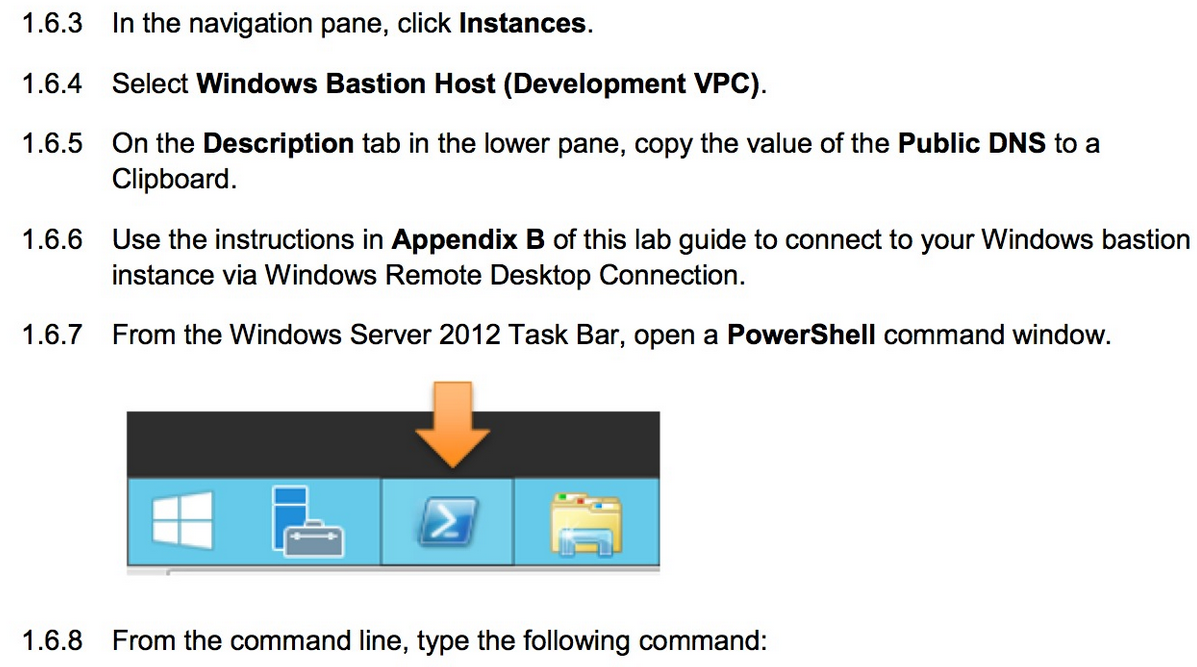 1.6.3 In the navigation pane, click Instances.
1.6.4 Select Windows Bastion Host (Development VPC).
1.6.5 On the Description tab in the lower pane, copy the value of the Public DNS to a
Clipboard.
1.6.6 Use the instructions in Appendix B of this lab guide to connect to your Windows bastion
instance via Windows Remote Desktop Connection.
1.6.7 From the Windows Server 2012 Task Bar, open a PowerShell command window.
1.6.8 From the command line, type the following command: